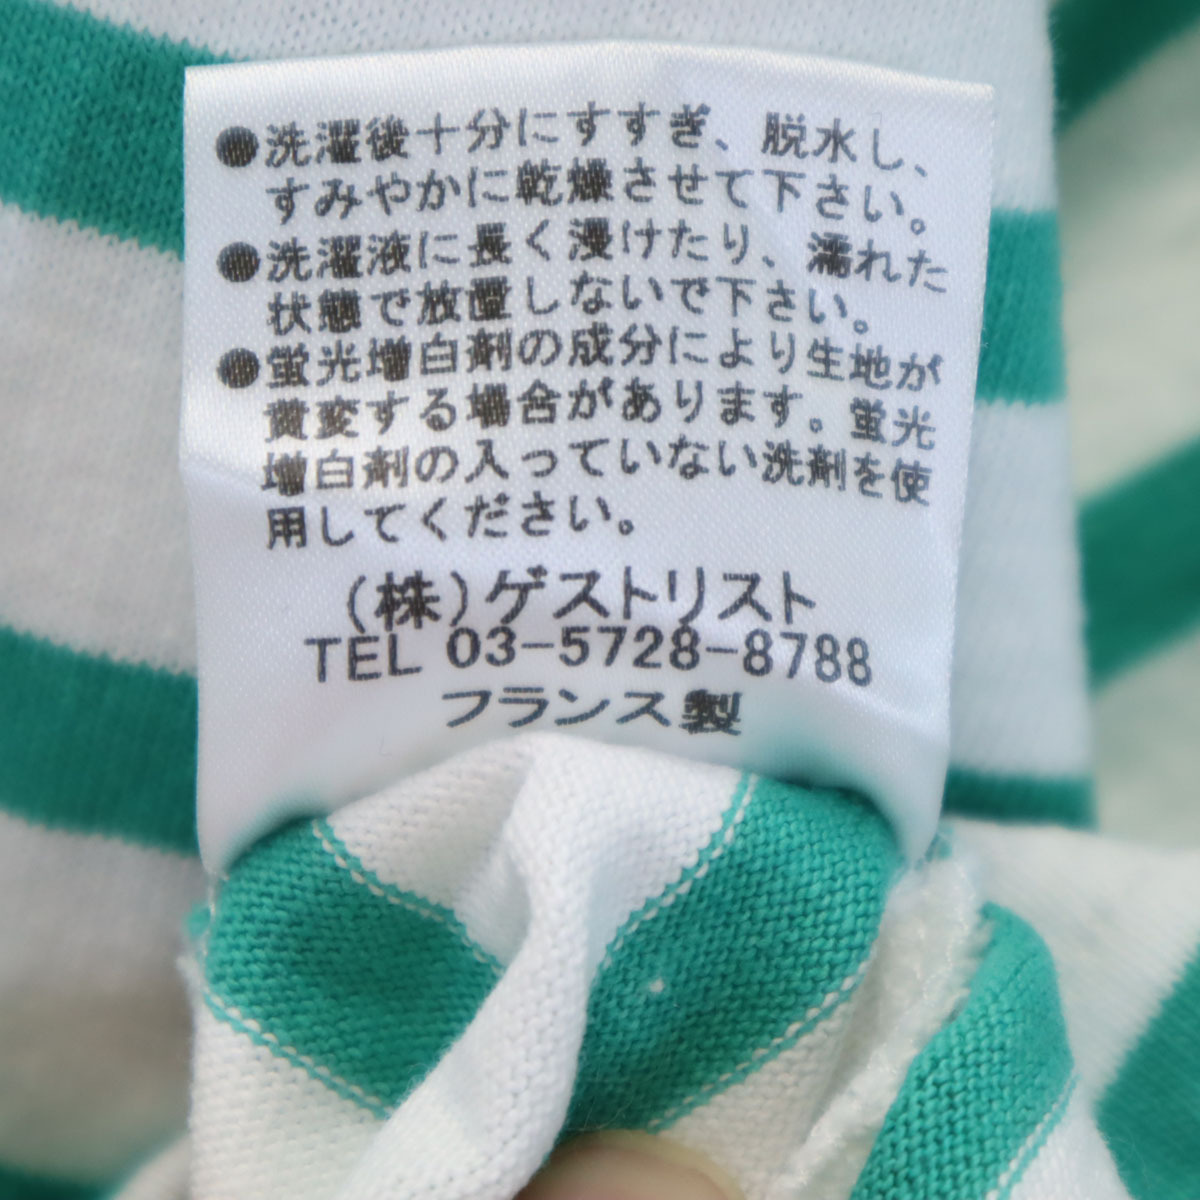 ●洗濯後十分にすすぎ、脱水し、
すみやかに乾燥させて下さい。
●洗濯液に長く浸けたり、濡れた
状態で放置しないで下さい。
●蛍光増白剤の成分により生地が
黄変する場合があります。蛍光
増白剤の入っていない洗剤を使
用してください。
(株)ゲストリスト
TEL 03-5728-8788
フランス製